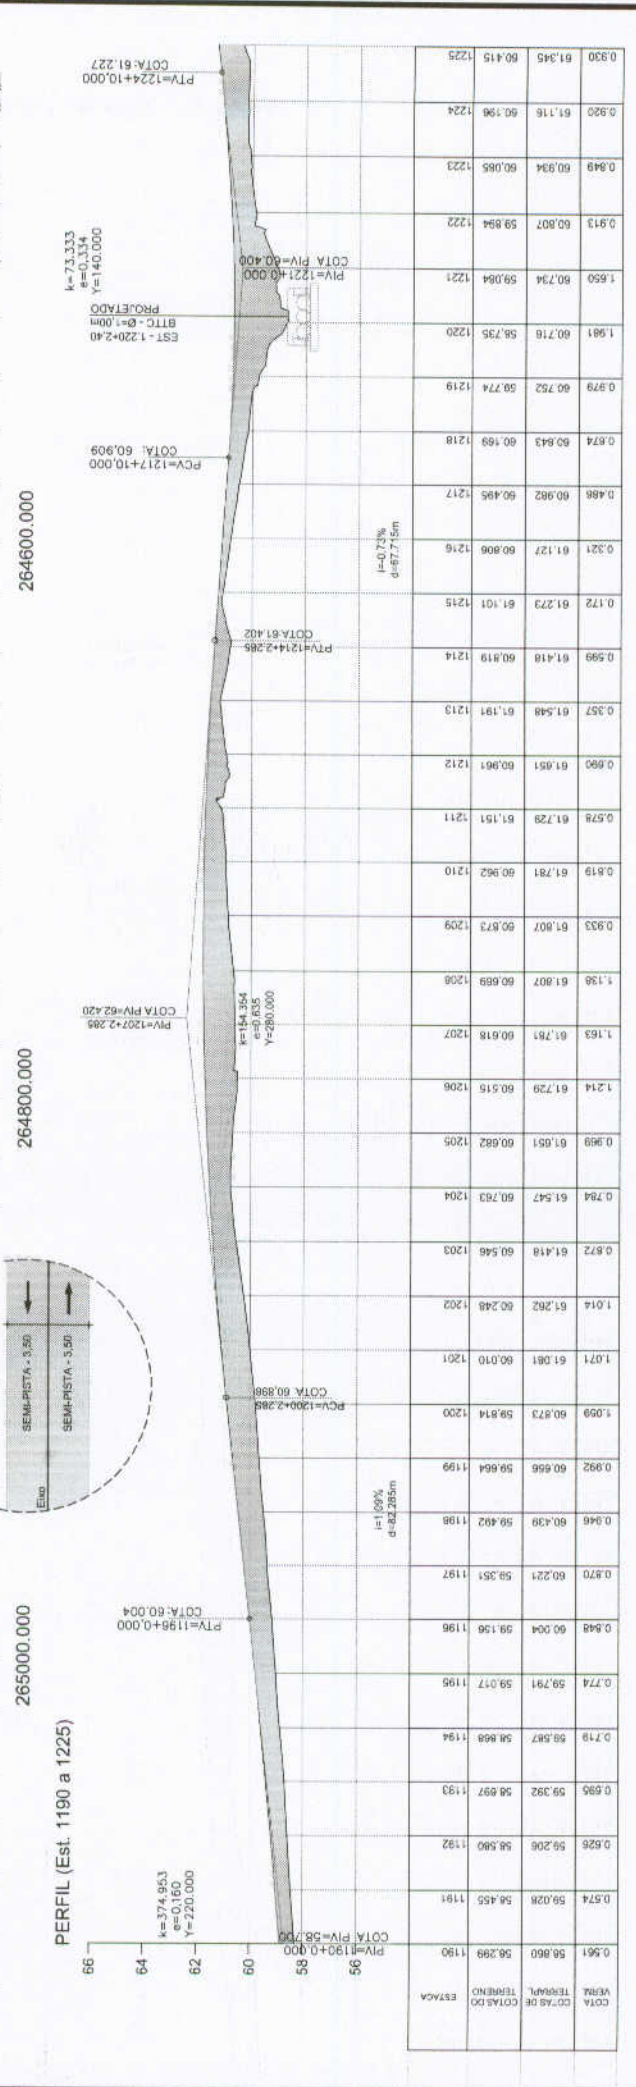 PERFIL (Est. 1190 a 1225)
265000.000
264800.000
264600.000
Eixo
SEMI-PISTA - 3,50
SEMI-PISTA - 3,50
66
64
62
60
58
56
k=374.953
e=0,160
Y=220.000
PIV=1190+0.000
COTA PIV=58.700
PTV=1196+0,000
COTA: 60.004
i=1,09%
d=82.285m
PCV=1200+2.285
COTA 60,898
PIV=1207+2.285
COTA PIV=62.420
k=154.354
e=0.635
Y=280.000
PTV=1214+2.285
COTA:61.402
i=-0,73%
d=67.715m
PCV=1217+10,000
COTA: 60,909
EST - 1.220+2,40
BTTC - Ø=1,00m
PROJETADO
PIV=1221+0.000
COTA PIV=60.400
k=73,333
e=0,334
Y=140.000
PTV=1224+10,000
COTA: 61.227
ESTACA 1190 1191 1192 1193 1194 1195 1196 1197 1198 1199 1200 1201 1202 1203 1204 1205 1206 1207 1208 1209 1210 1211 1212 1213 1214 1215 1216 1217 1218 1219 1220 1221 1222 1223 1224 1225
COTAS DO TERRENO 58,299 58,455 58,580 58,697 58,868 59,017 59,156 59,351 59,492 59,664 59,814 60,010 60,248 60,546 60,763 60,682 60,515 60,618 60,669 60,873 60,962 61,151 60,961 61,191 60,819 61,101 60,806 60,495 60,169 59,774 58,735 59,084 59,894 60,085 60,196 60,415
COTAS DE TERRAPL. 58,860 59,028 59,206 59,392 59,587 59,791 60,004 60,221 60,439 60,656 60,873 61,081 61,262 61,418 61,547 61,651 61,729 61,781 61,807 61,807 61,781 61,729 61,651 61,548 61,418 61,273 61,127 60,982 60,843 60,752 60,716 60,734 60,807 60,934 61,116 61,345
COTA VERM. 0.561 0.574 0.626 0.695 0.719 0.774 0.848 0.870 0.946 0.992 1.059 1.071 1.014 0.872 0.784 0.969 1.214 1.163 1.138 0.933 0.819 0.578 0.690 0.357 0.599 0.172 0.321 0.486 0.674 0.979 1.981 1.650 0.913 0.849 0.920 0.930